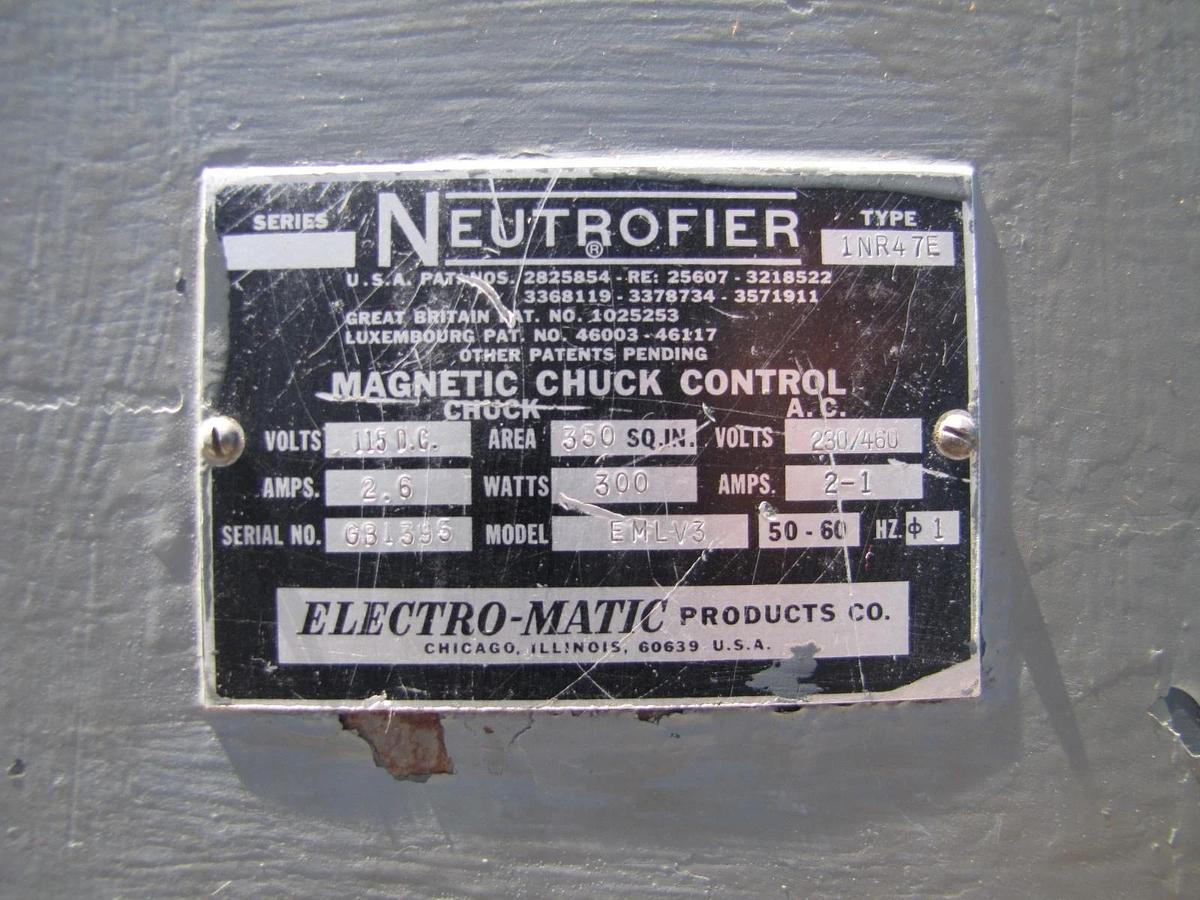 SERIES NEUTROFIER ® TYPE
1NR47E
U.S.A. PATS NOS. 2825854 - RE: 25607 - 3218522
3368119 - 3378734 - 3571911
GREAT BRITAIN PAT. NO. 1025253
LUXEMBOURG PAT. NO. 46003 - 46117
OTHER PATENTS PENDING
MAGNETIC CHUCK CONTROL
CHUCK A.C.
VOLTS 115 D.C. AREA 350 SQ.IN. VOLTS 230/460
AMPS. 2.6 WATTS 300 AMPS. 2-1
SERIAL NO. GB1395 MODEL EML-V3 50 - 60 HZ. ϕ 1
ELECTRO-MATIC PRODUCTS CO.
CHICAGO, ILLINOIS, 60639 U.S.A.